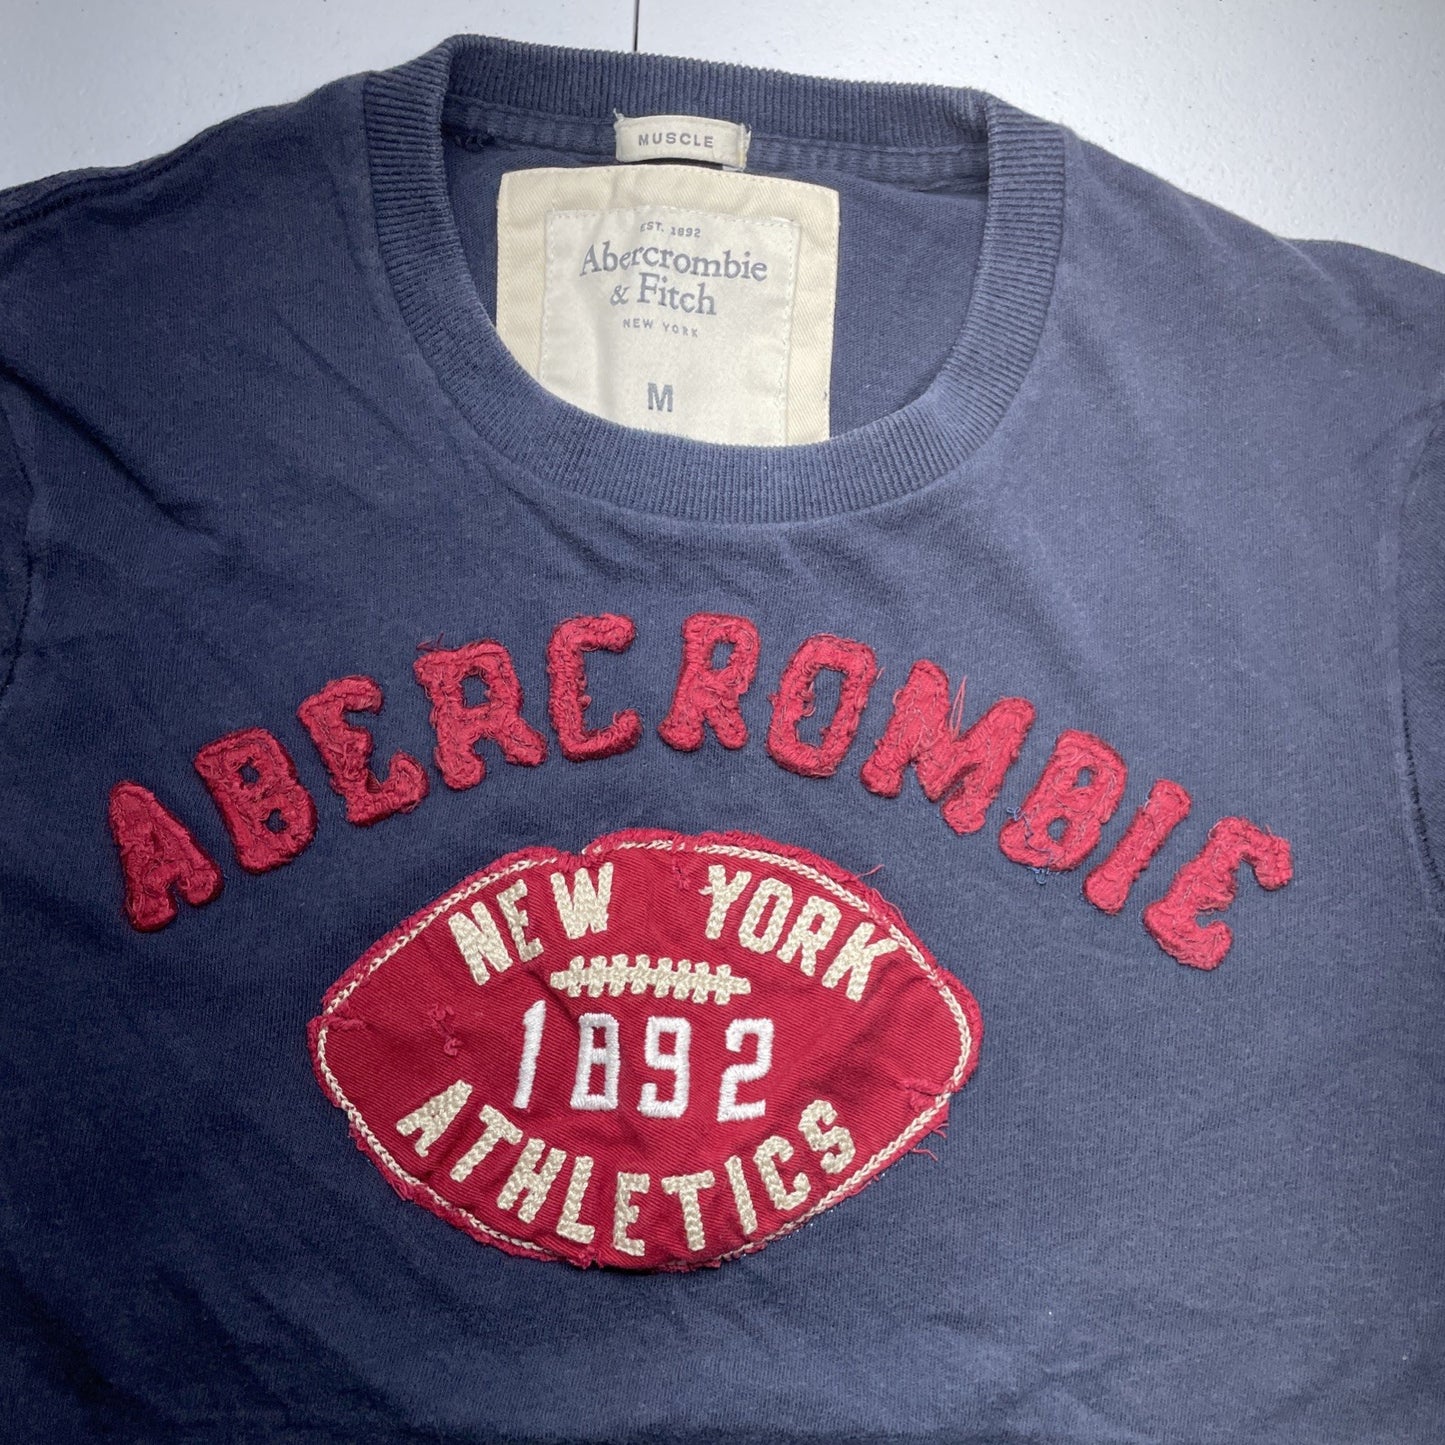 MUSCLE
EST. 1892
Abercrombie
& Fitch
NEW YORK
M
ABERCROMBIE
NEW YORK
1892
ATHLETICS